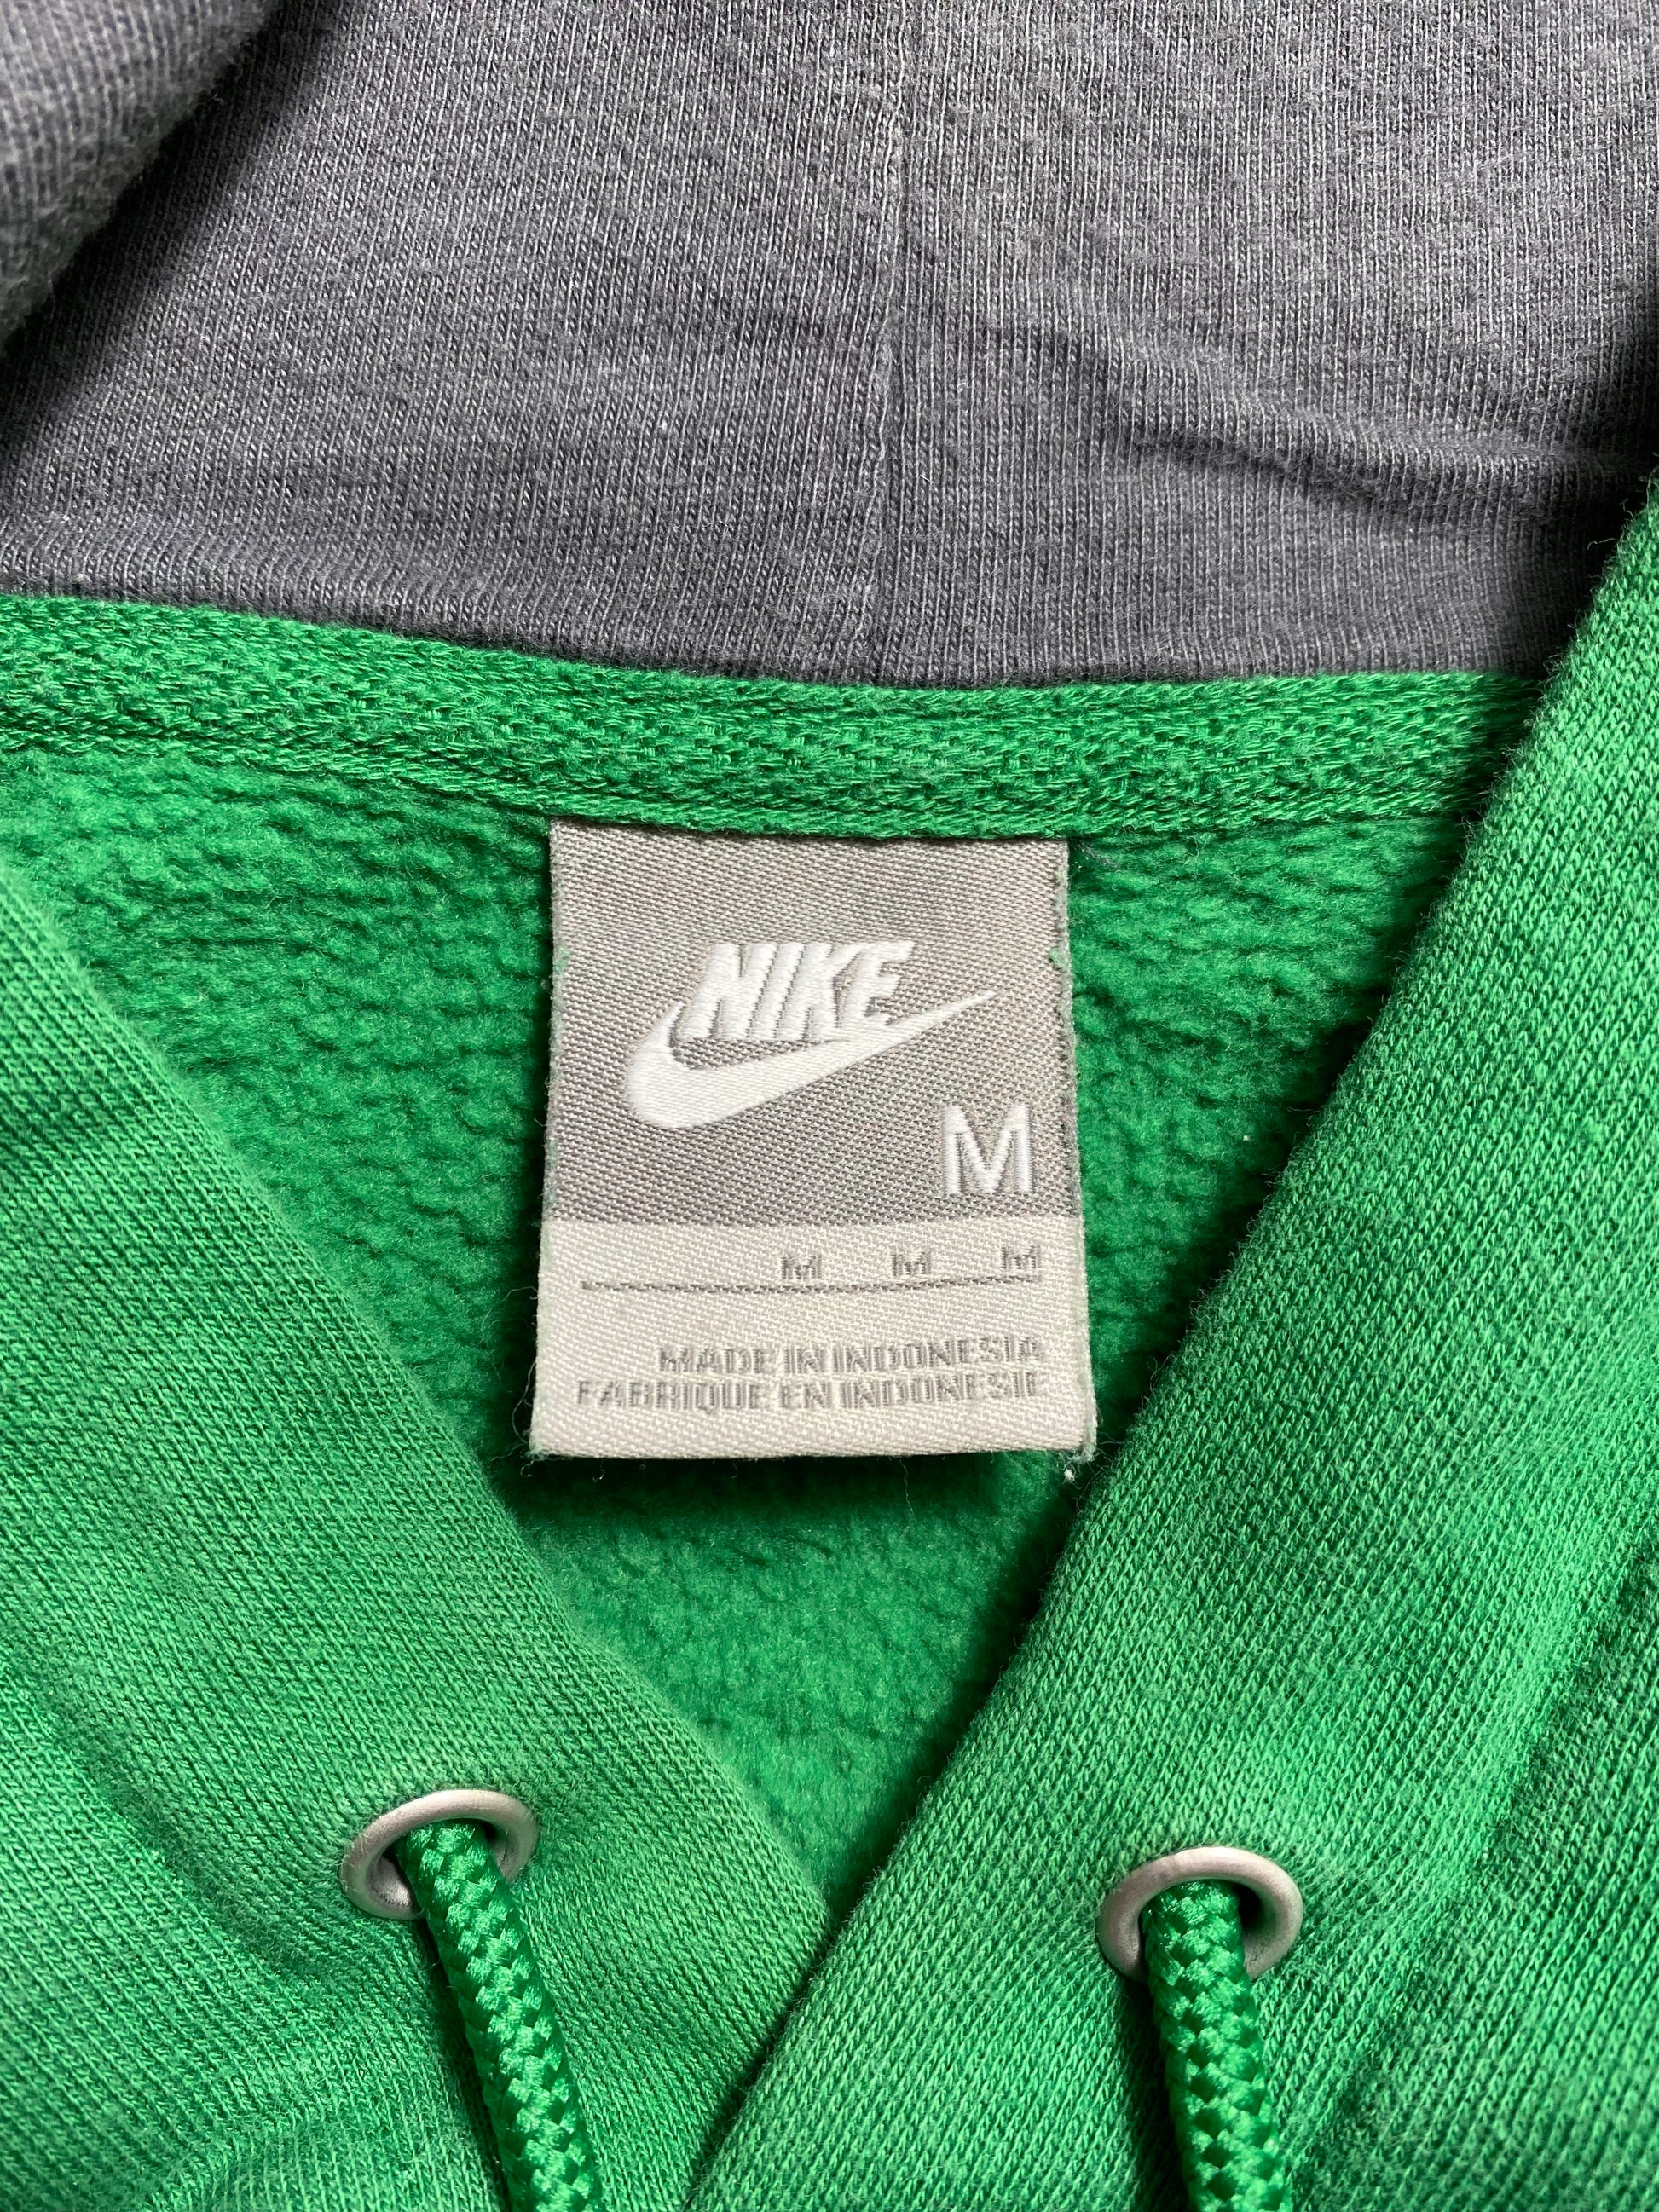 NIKE
M
M M M
MADE IN INDONESIA
FABRIQUE EN INDONESIE